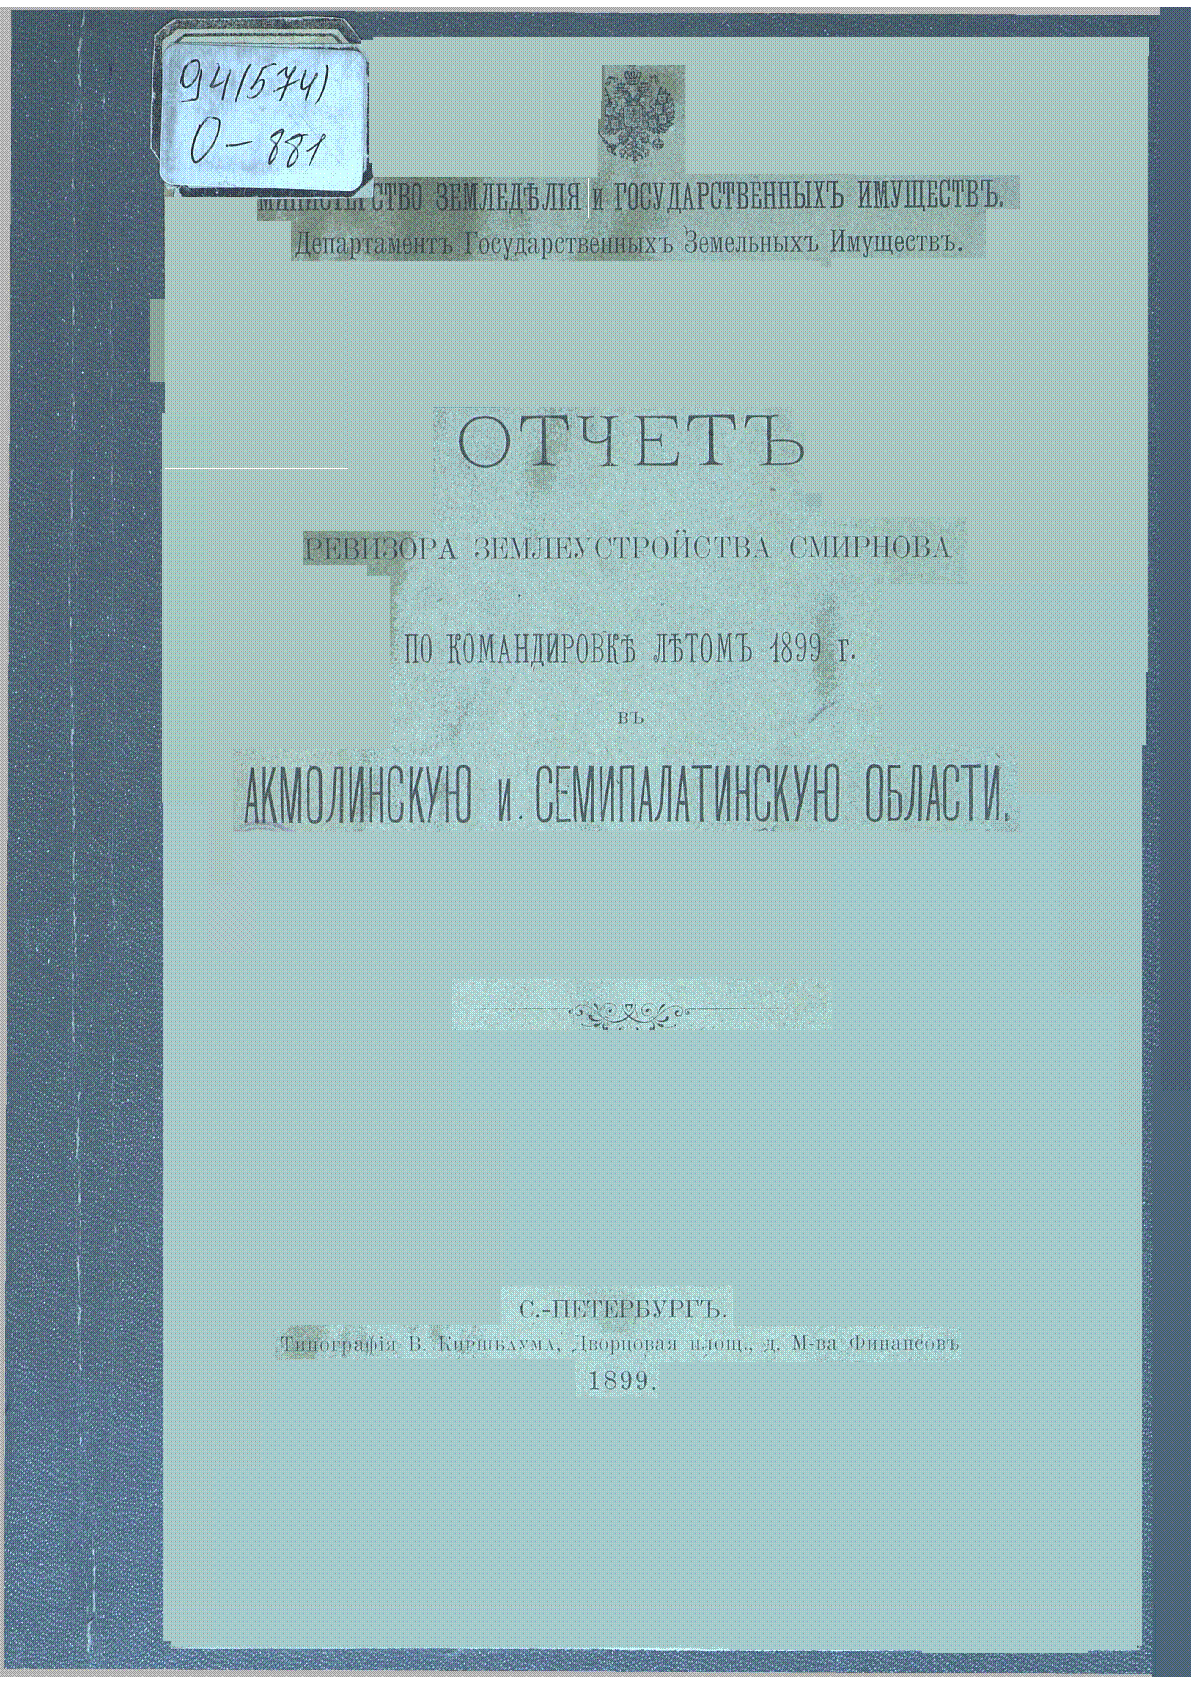 94(574)
О-881
МИНИСТЕРСТВО ЗЕМЛЕДѢЛІЯ и ГОСУДАРСТВЕННЫХЪ ИМУЩЕСТВЪ.
Департаментъ Государственныхъ Земельныхъ Имуществъ.
ОТЧЕТЪ
РЕВИЗОРА ЗЕМЛЕУСТРОЙСТВА СМИРНОВА
ПО КОМАНДИРОВКѢ ЛѢТОМЪ 1899 г.
ВЪ
АКМОЛИНСКУЮ и СЕМИПАЛАТИНСКУЮ ОБЛАСТИ.
С.-ПЕТЕРБУРГЪ.
Типографія В. Киршбаума, Дворцовая площ., д. М-ва Финансовъ
1899.